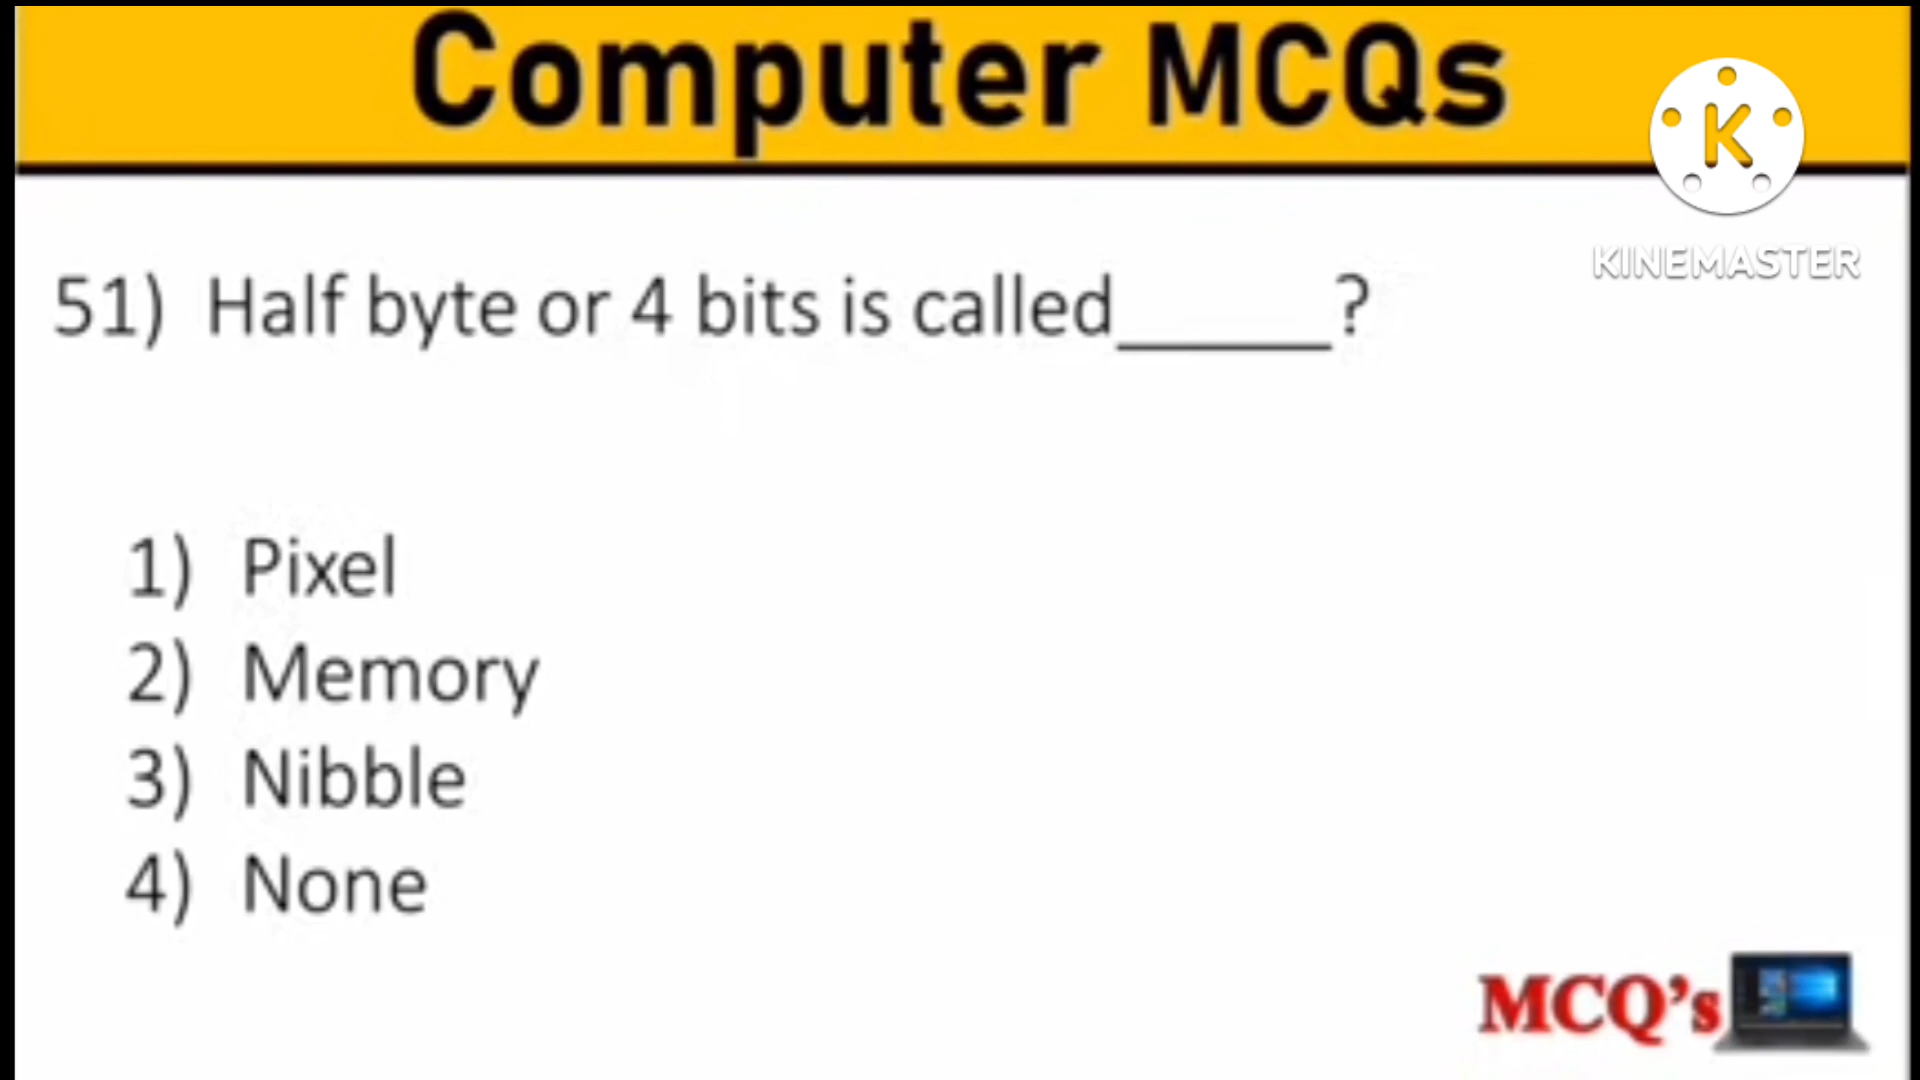 Computer MCQs
K
KINEMASTER
51) Half byte or 4 bits is called______?
1) Pixel
2) Memory
3) Nibble
4) None
MCQ's